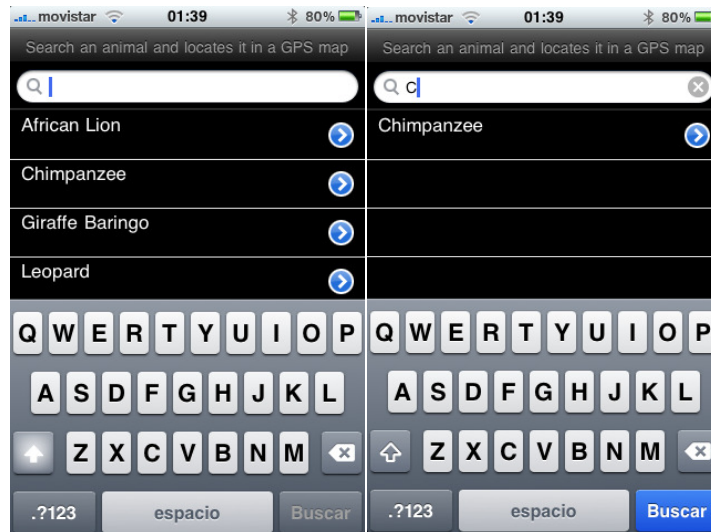 movistar 01:39 80%
Search an animal and locates it in a GPS map
African Lion
Chimpanzee
Giraffe Baringo
Leopard
Q W E R T Y U I O P
A S D F G H J K L
Z X C V B N M
.?123 espacio Buscar
movistar 01:39 80%
Search an animal and locates it in a GPS map
C
Chimpanzee
Q W E R T Y U I O P
A S D F G H J K L
Z X C V B N M
.?123 espacio Buscar